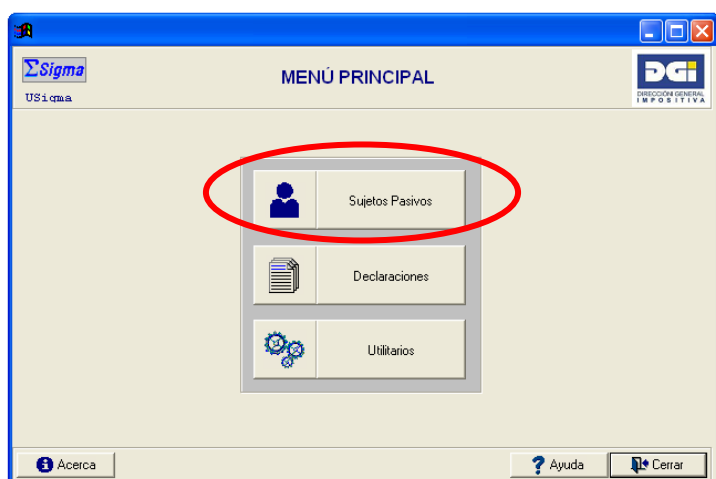 ΣSigma
USigma
MENÚ PRINCIPAL
DGI
DIRECCIÓN GENERAL
IMPOSITIVA
Sujetos Pasivos
Declaraciones
Utilitarios
Acerca
Ayuda
Cerrar